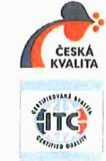 ČESKÁ
KVALITA
CERTIFIKOVANÁ KVALITA
ITC
CERTIFIED QUALITY